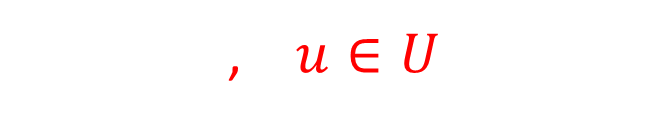 , u ∈ U